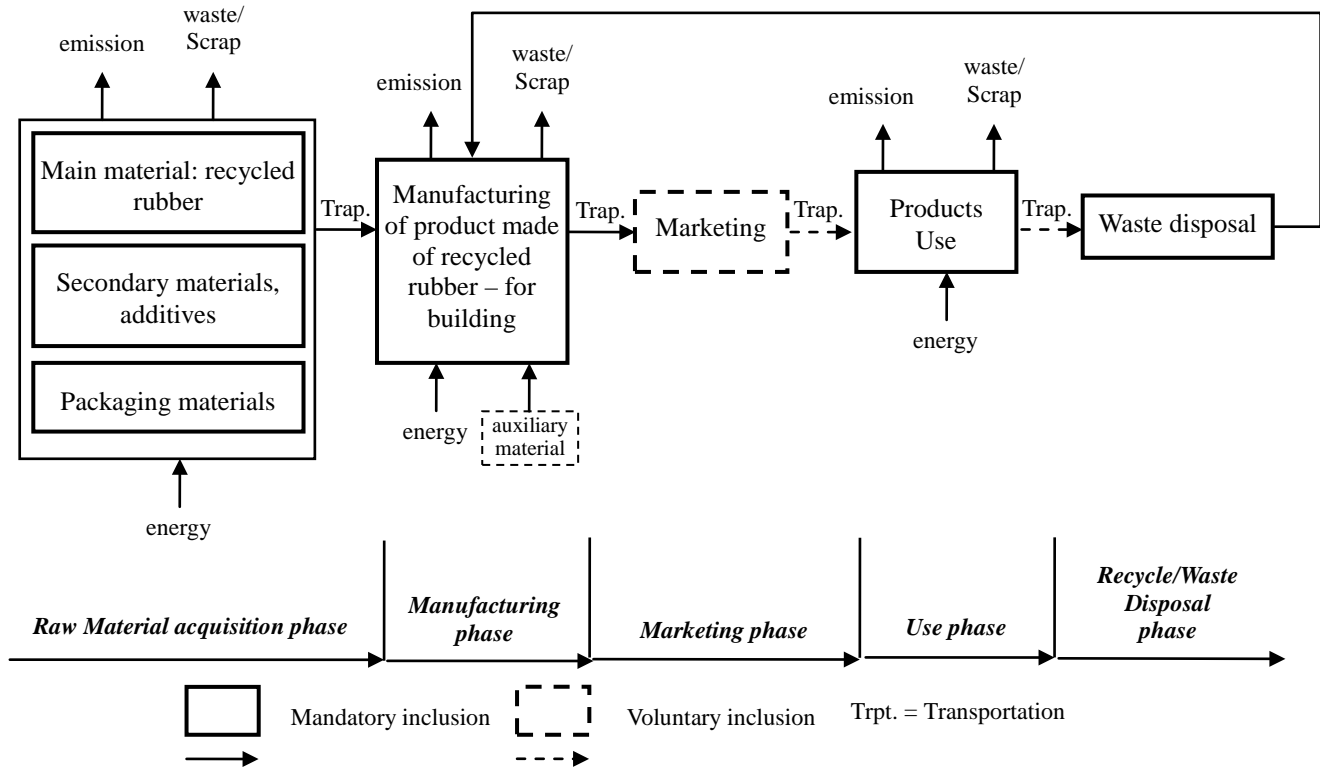 emission
waste/
Scrap
Main material: recycled
rubber
Secondary materials,
additives
Packaging materials
energy
Trap.
emission
waste/
Scrap
Manufacturing
of product made
of recycled
rubber – for
building
energy
auxiliary
material
Trap.
Marketing
Trap.
emission
waste/
Scrap
Products
Use
energy
Trap.
Waste disposal
Raw Material acquisition phase
Manufacturing
phase
Marketing phase
Use phase
Recycle/Waste
Disposal
phase
Mandatory inclusion
Voluntary inclusion
Trpt. = Transportation